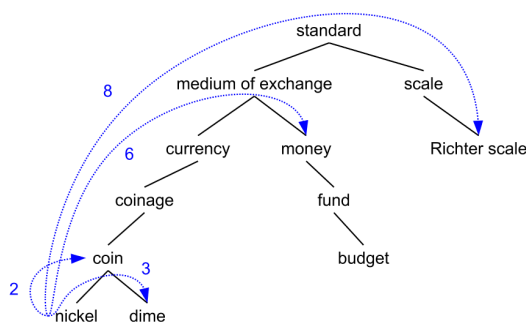 standard
8
medium of exchange
scale
6
currency
money
Richter scale
coinage
fund
coin
budget
2
3
nickel
dime